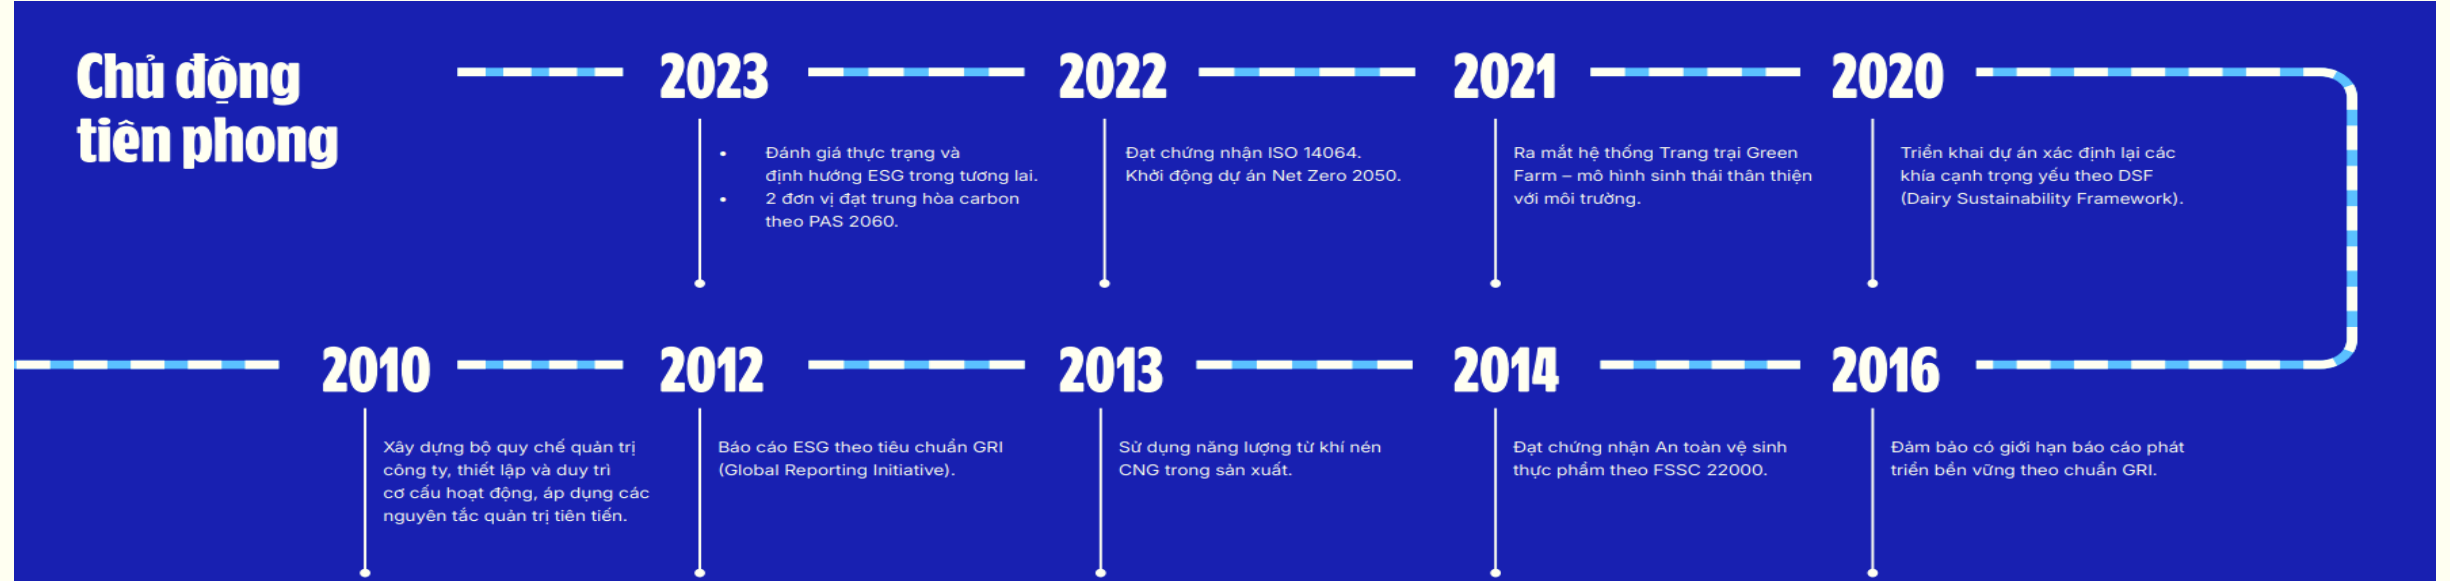 Chủ động
tiên phong
2023
• Đánh giá thực trạng và
định hướng ESG trong tương lai.
• 2 đơn vị đạt trung hòa carbon
theo PAS 2060.
2022
Đạt chứng nhận ISO 14064.
Khởi động dự án Net Zero 2050.
2021
Ra mắt hệ thống Trang trại Green
Farm – mô hình sinh thái thân thiện
với môi trường.
2020
Triển khai dự án xác định lại các
khía cạnh trọng yếu theo DSF
(Dairy Sustainability Framework).
2010
Xây dựng bộ quy chế quản trị
công ty, thiết lập và duy trì
cơ cấu hoạt động, áp dụng các
nguyên tắc quản trị tiên tiến.
2012
Báo cáo ESG theo tiêu chuẩn GRI
(Global Reporting Initiative).
2013
Sử dụng năng lượng từ khí nén
CNG trong sản xuất.
2014
Đạt chứng nhận An toàn vệ sinh
thực phẩm theo FSSC 22000.
2016
Đảm bảo có giới hạn báo cáo phát
triển bền vững theo chuẩn GRI.